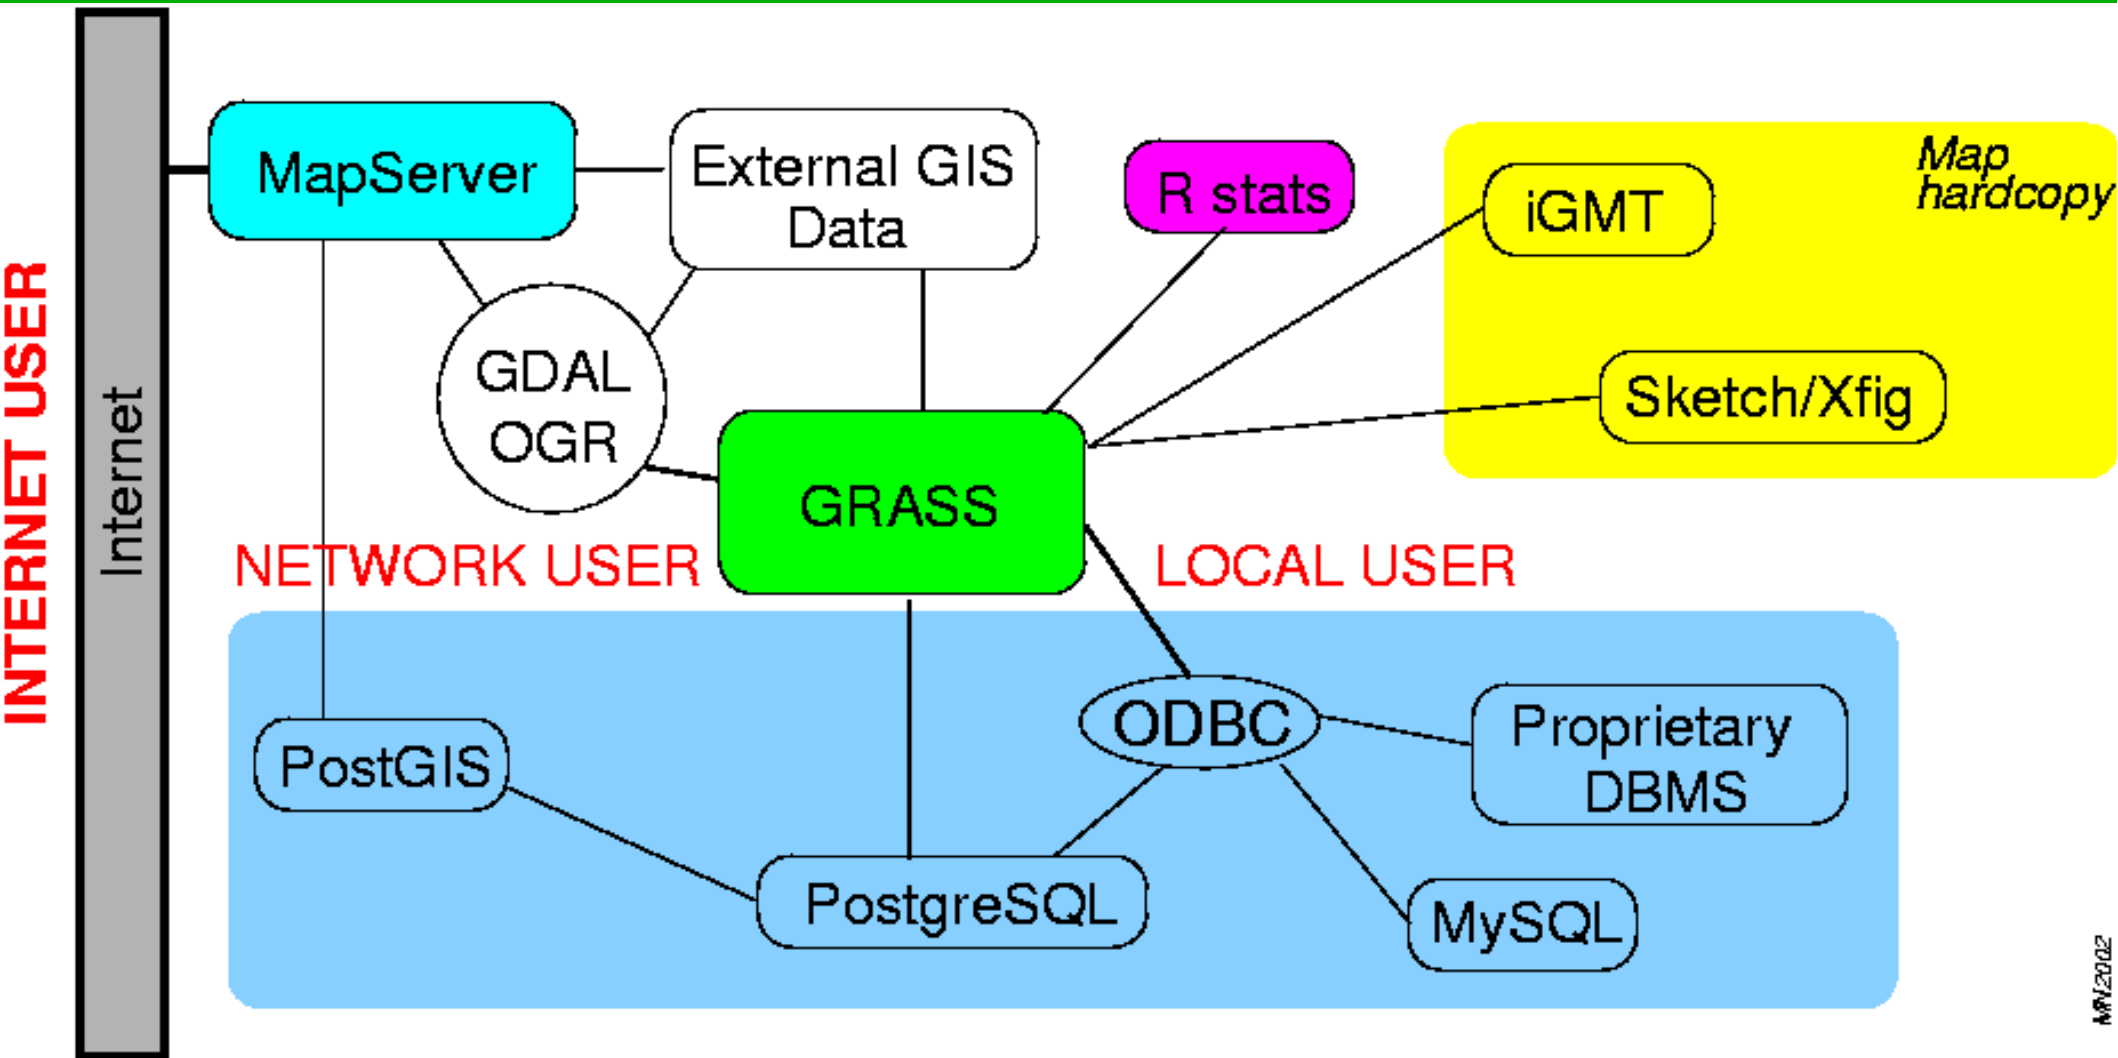 INTERNET USER
Internet
MapServer
External GIS
Data
R stats
iGMT
Map
hardcopy
Sketch/Xfig
GDAL
OGR
GRASS
NETWORK USER
LOCAL USER
PostGIS
ODBC
Proprietary
DBMS
PostgreSQL
MySQL
MN2002